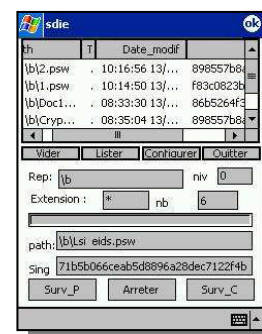 sdie ok
th T Date_modif
\b\2.psw . 10:16:56 13/... 898557b8
\b\1.psw . 10:14:50 13/... f83c0823b
\b\Doc1... . 08:33:30 13/... 86b5264f3
\b\Cryp... . 08:35:04 13/... 898557b8
Vider Lister Contiqurer Ouitter
Rep: \b niv 0
Extension : * nb 6
path: \b\Lsi eids.psw
Sing 71b5b066ceab5d8896a28dec7122f4b
Surv_P Arreter Surv_C